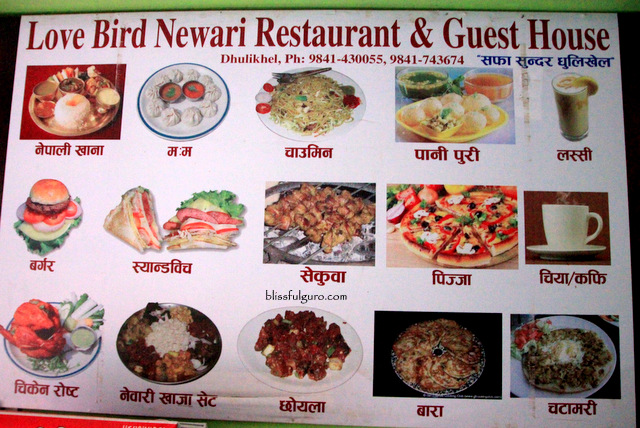 Love Bird Newari Restaurant & Guest House
Dhulikhel, Ph: 9841-430055, 9841-743674 "सफा सुन्दर धुलिखेल"
नेपाली खाना म:म चाउमिन पानी पुरी लस्सी
बर्गर स्यान्डविच सेकुवा पिज्जा चिया/कफि
blissfulguro.com
चिकेन रोष्ट नेवारी खाजा सेट छोयला बारा चटामरी